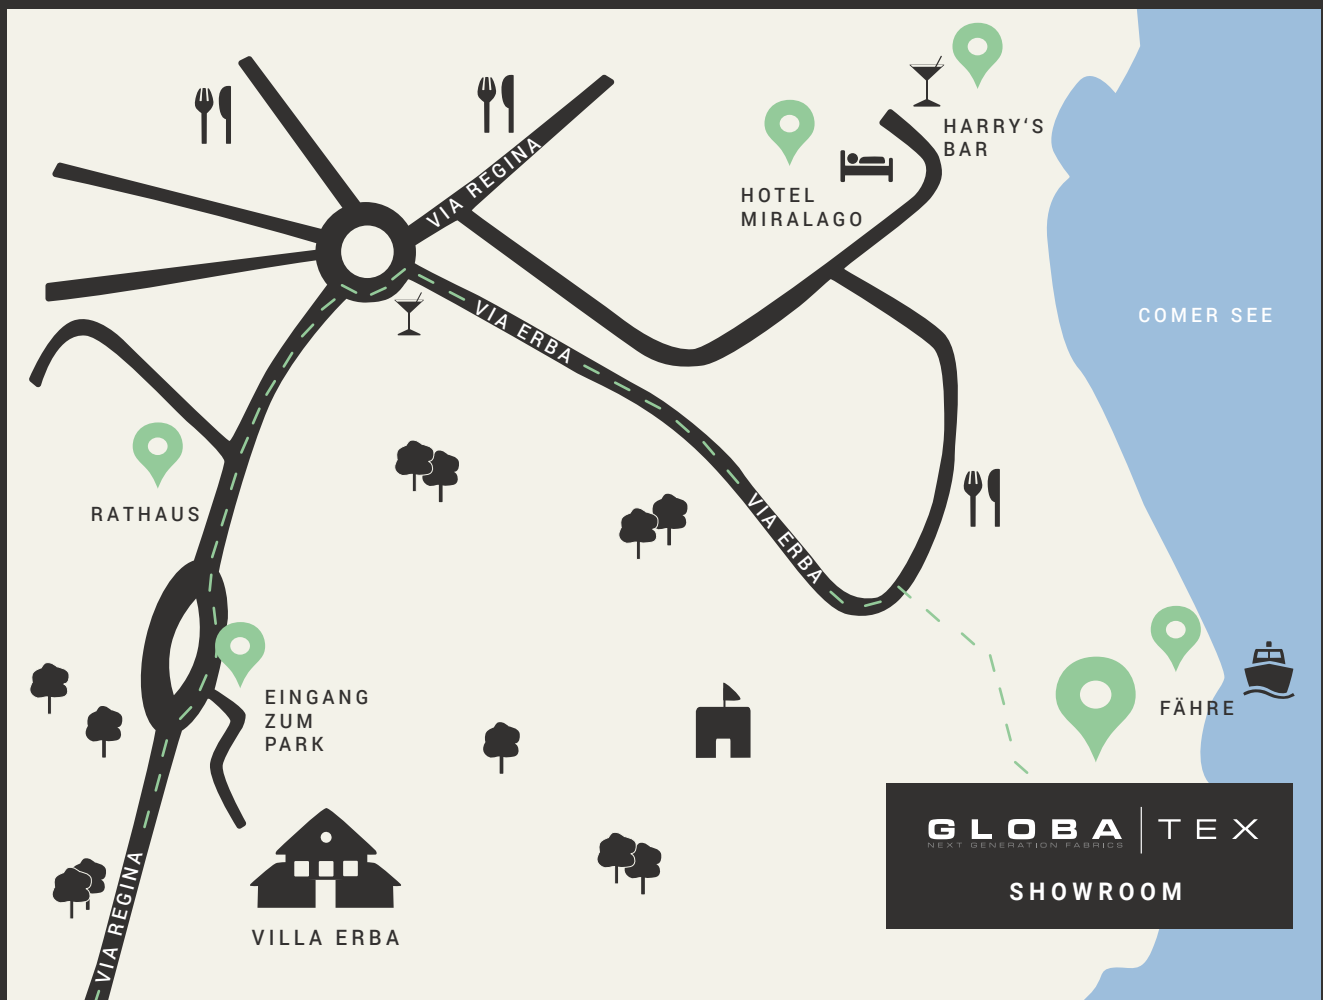 HARRY‘S
BAR
VIA REGINA
HOTEL
MIRALAGO
COMER SEE
VIA ERBA
RATHAUS
VIA ERBA
EINGANG
ZUM
PARK
FÄHRE
GLOBA | TEX
NEXT GENERATION FABRICS
SHOWROOM
VIA REGINA
VILLA ERBA